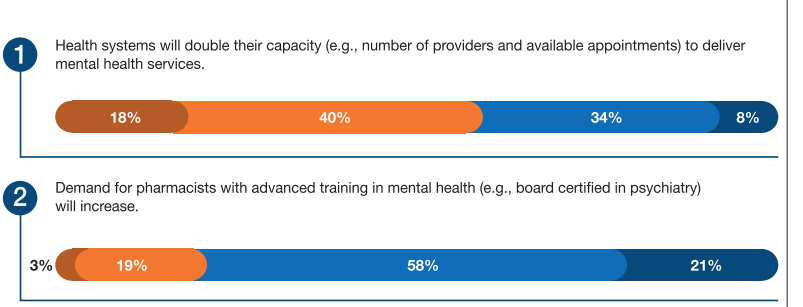 1
Health systems will double their capacity (e.g., number of providers and available appointments) to deliver
mental health services.
18% 40% 34% 8%
2
Demand for pharmacists with advanced training in mental health (e.g., board certified in psychiatry)
will increase.
3% 19% 58% 21%